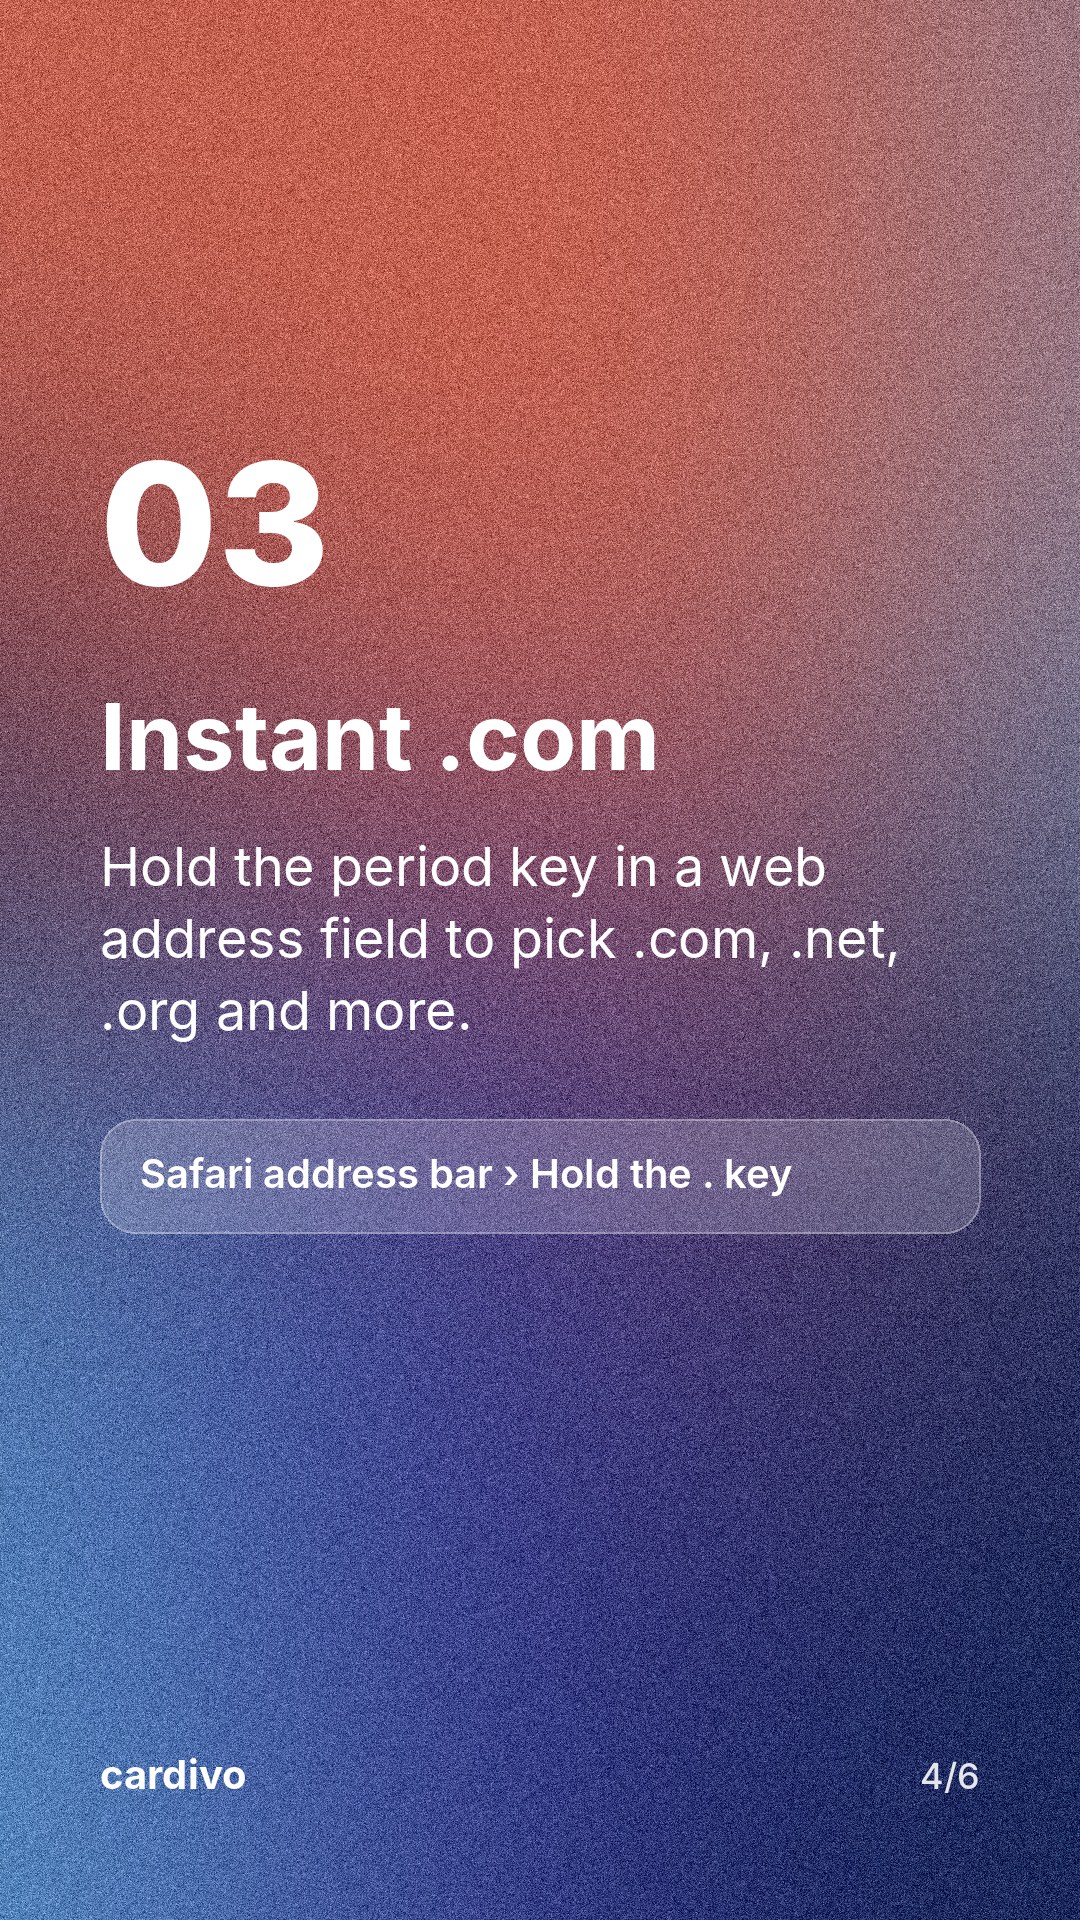 03
Instant .com
Hold the period key in a web
address field to pick .com, .net,
.org and more.
Safari address bar › Hold the . key
cardivo
4/6